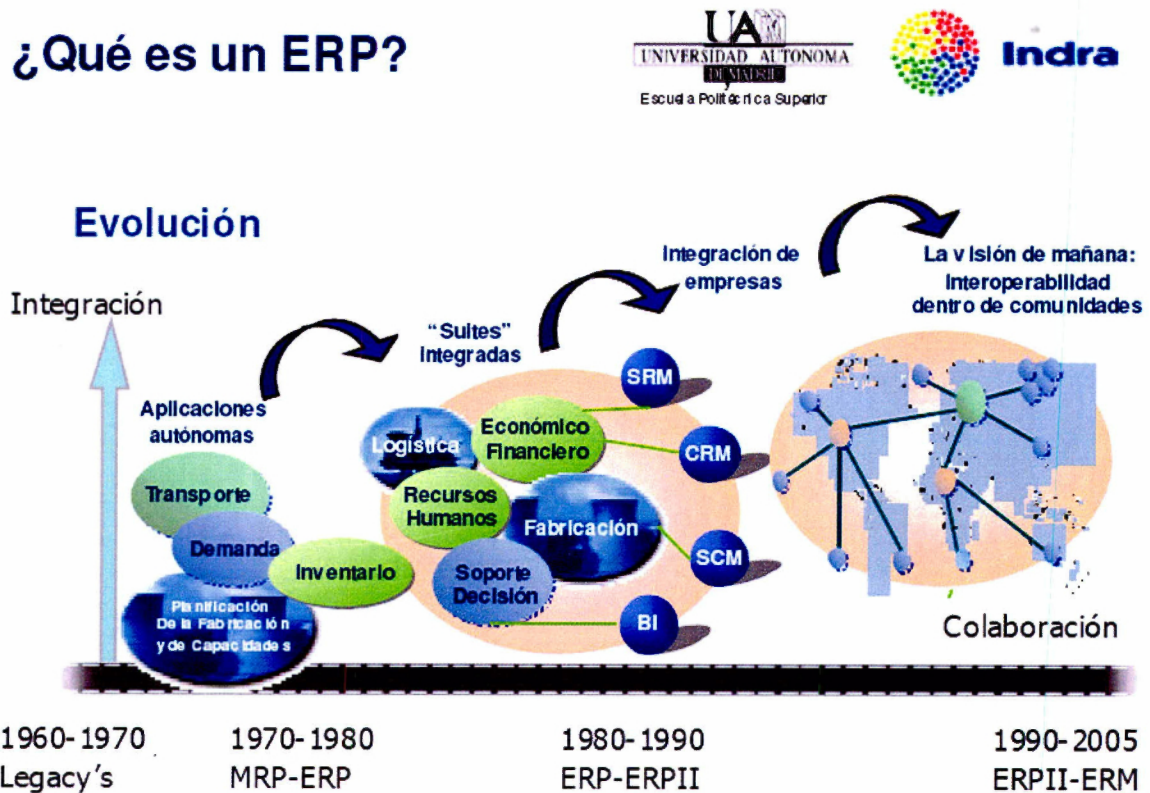 ¿Qué es un ERP?
UAM
UNIVERSIDAD AUTONOMA
DE MADRID
Escuela Politécnica Superior
Indra
Evolución
Integración
Aplicaciones
autónomas
Transporte
Demanda
Inventario
Planificación
De la Fabricación
y de Capacidades
"Suites"
Integradas
Logística
Económico
Financiero
Recursos
Humanos
Fabricación
Soporte
Decisión
SRM
CRM
SCM
BI
Integración de
empresas
La visión de mañana:
Interoperabilidad
dentro de comunidades
Colaboración
1960-1970
Legacy's
1970-1980
MRP-ERP
1980-1990
ERP-ERPII
1990-2005
ERPII-ERM